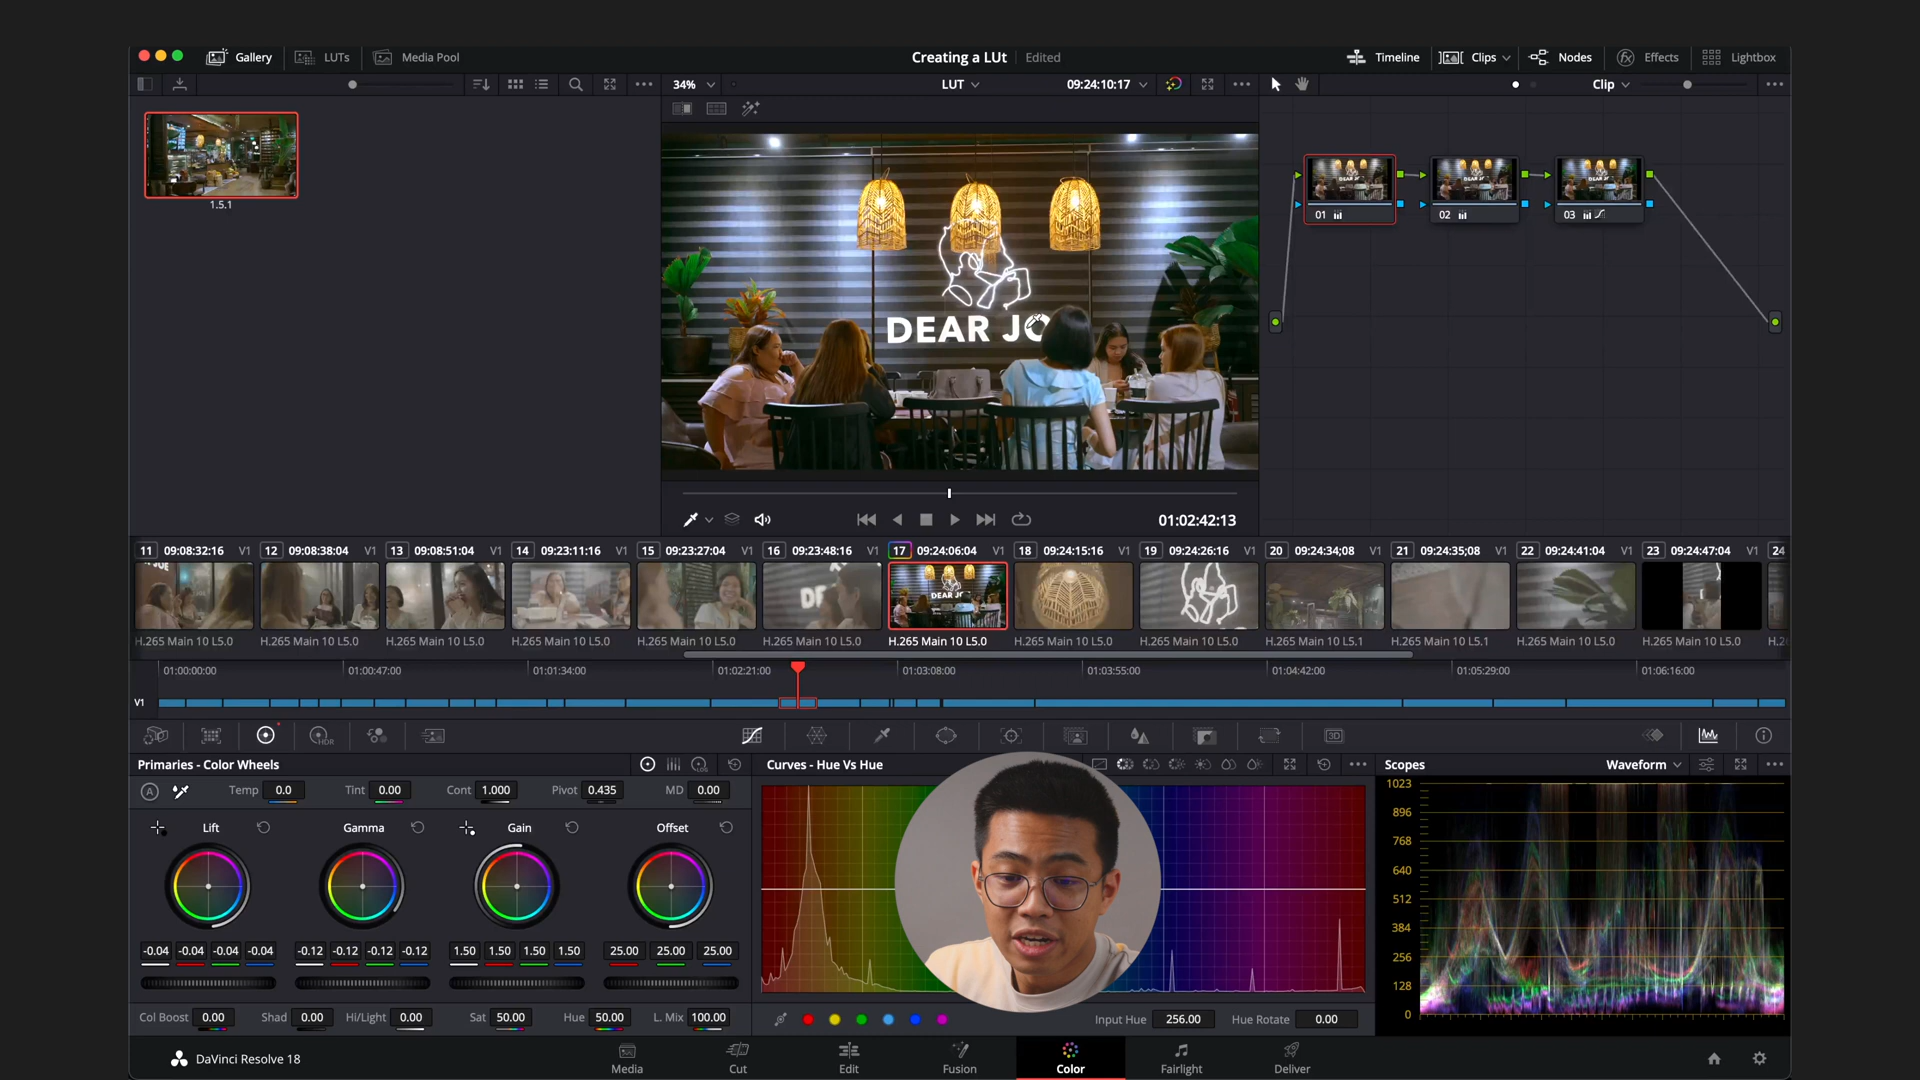 Gallery LUTs Media Pool Creating a LUt Edited Timeline Clips Nodes Effects Lightbox
34% LUT 09:24:10:17 Clip
1.5.1
DEAR JO
01 02 03
01:02:42:13
11 09:08:32:16 V1 12 09:08:38:04 V1 13 09:08:51:04 V1 14 09:23:11:16 V1 15 09:23:27:04 V1 16 09:23:48:16 V1 17 09:24:06:04 V1 18 09:24:15:16 V1 19 09:24:26:16 V1 20 09:24:34;08 V1 21 09:24:35;08 V1 22 09:24:41:04 V1 23 09:24:47:04 V1 24
H.265 Main 10 L5.0 H.265 Main 10 L5.0 H.265 Main 10 L5.0 H.265 Main 10 L5.0 H.265 Main 10 L5.0 H.265 Main 10 L5.0 H.265 Main 10 L5.0 H.265 Main 10 L5.0 H.265 Main 10 L5.0 H.265 Main 10 L5.1 H.265 Main 10 L5.1 H.265 Main 10 L5.0 H.265 Main 10 L5.0
01:00:00:00 01:00:47:00 01:01:34:00 01:02:21:00 01:03:08:00 01:03:55:00 01:04:42:00 01:05:29:00 01:06:16:00
V1
Primaries - Color Wheels Curves - Hue Vs Hue Scopes Waveform
Temp 0.0 Tint 0.00 Cont 1.000 Pivot 0.435 MD 0.00
Lift Gamma Gain Offset
-0.04 -0.04 -0.04 -0.04 -0.12 -0.12 -0.12 -0.12 1.50 1.50 1.50 1.50 25.00 25.00 25.00
Col Boost 0.00 Shad 0.00 Hi/Light 0.00 Sat 50.00 Hue 50.00 L. Mix 100.00
Input Hue 256.00 Hue Rotate 0.00
1023
896
768
640
512
384
256
128
0
DaVinci Resolve 18 Media Cut Edit Fusion Color Fairlight Deliver